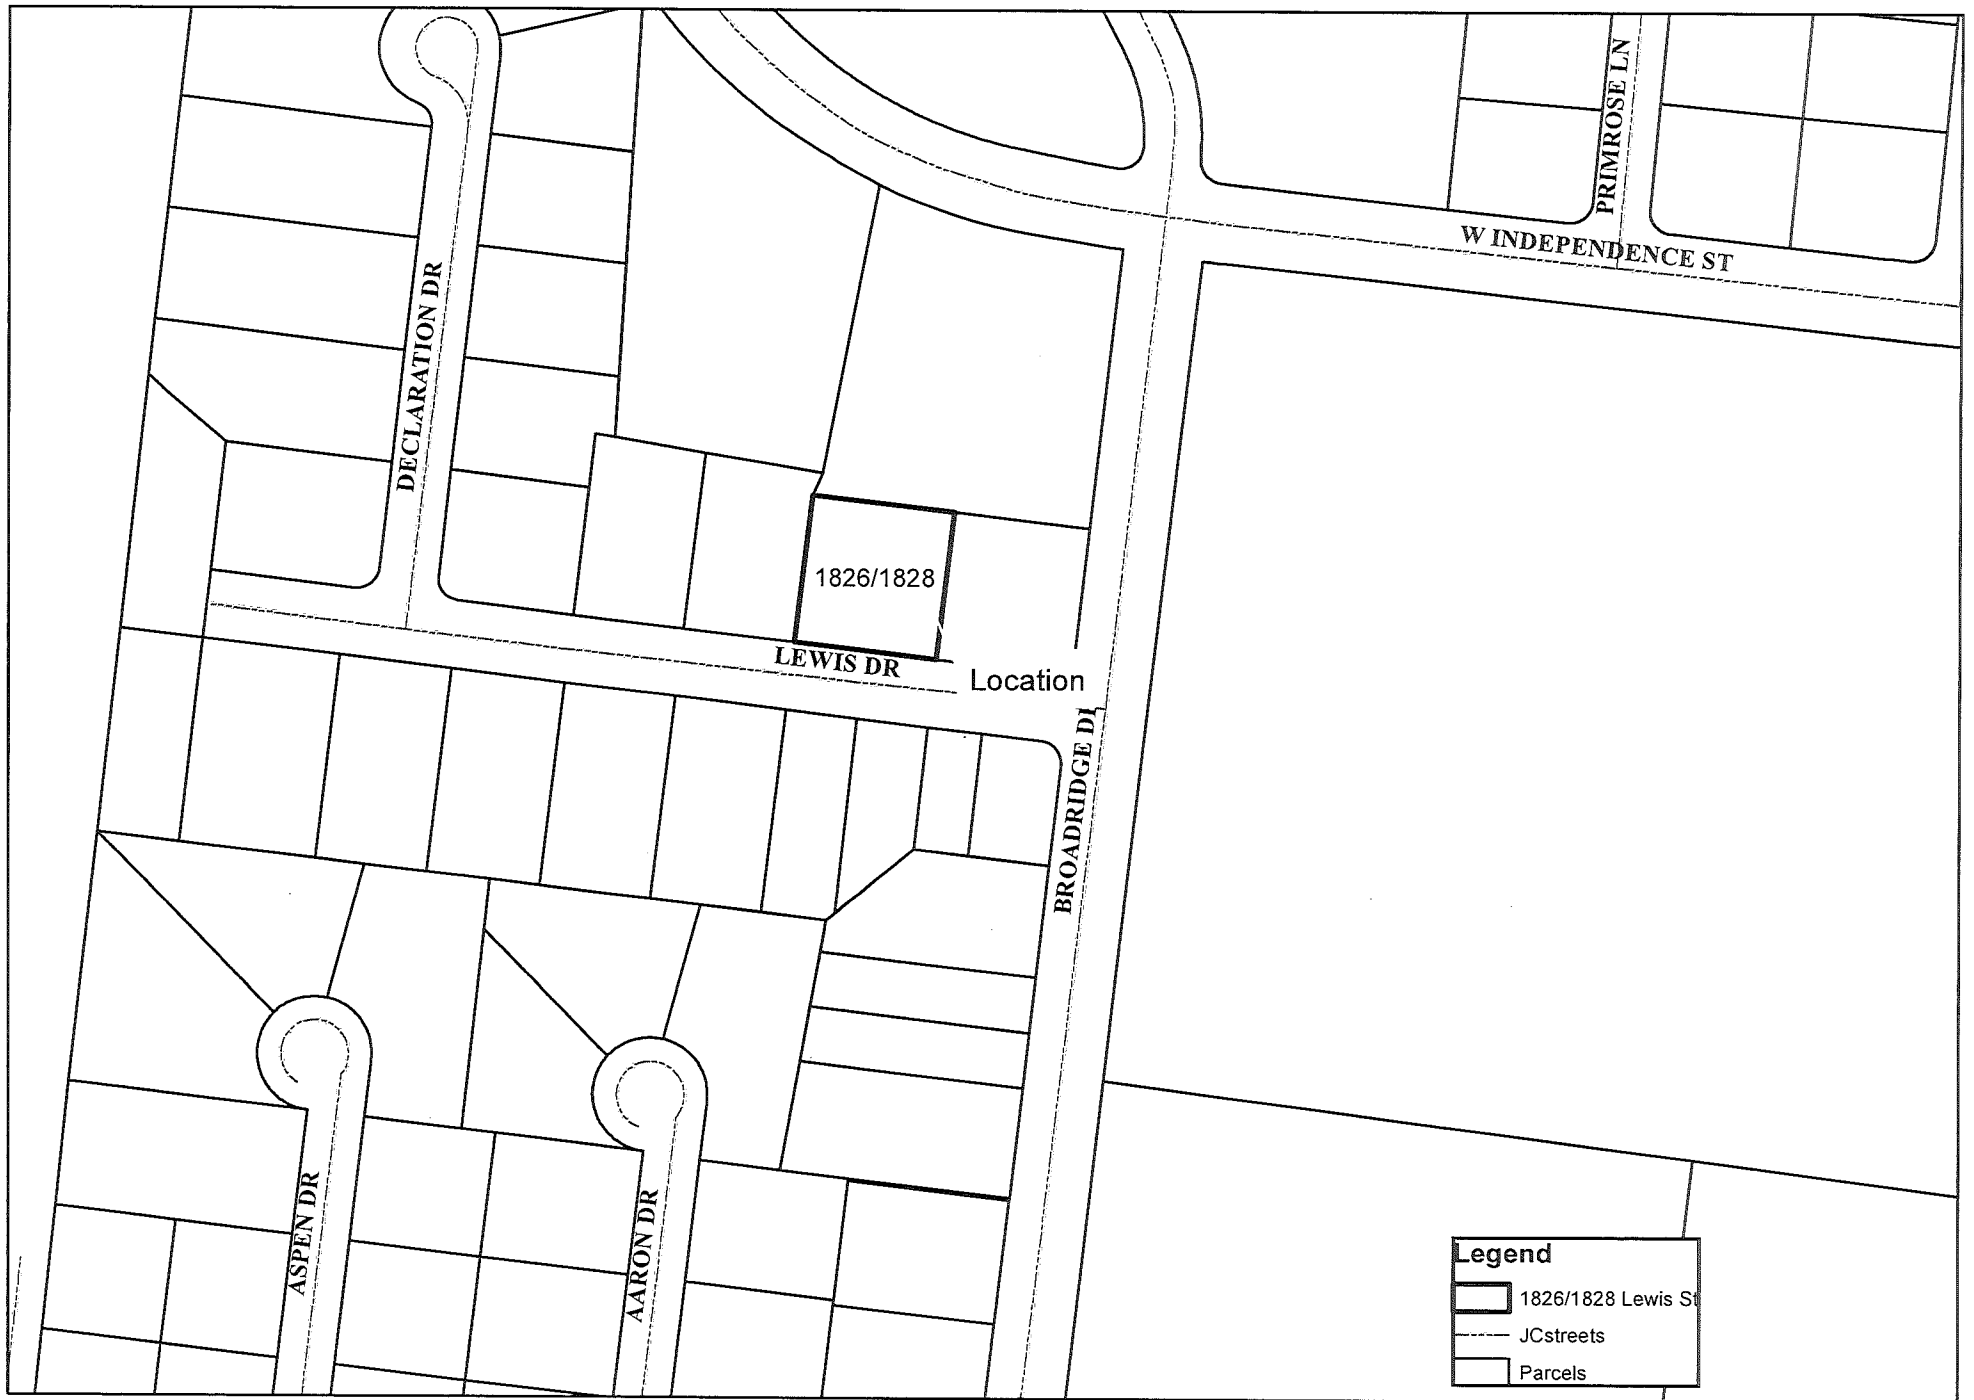 PRIMROSE LN
W INDEPENDENCE ST
DECLARATION DR
1826/1828
LEWIS DR
Location
BROADRIDGE D
ASPEN DR
AARON DR
Legend
1826/1828 Lewis St
JCstreets
Parcels